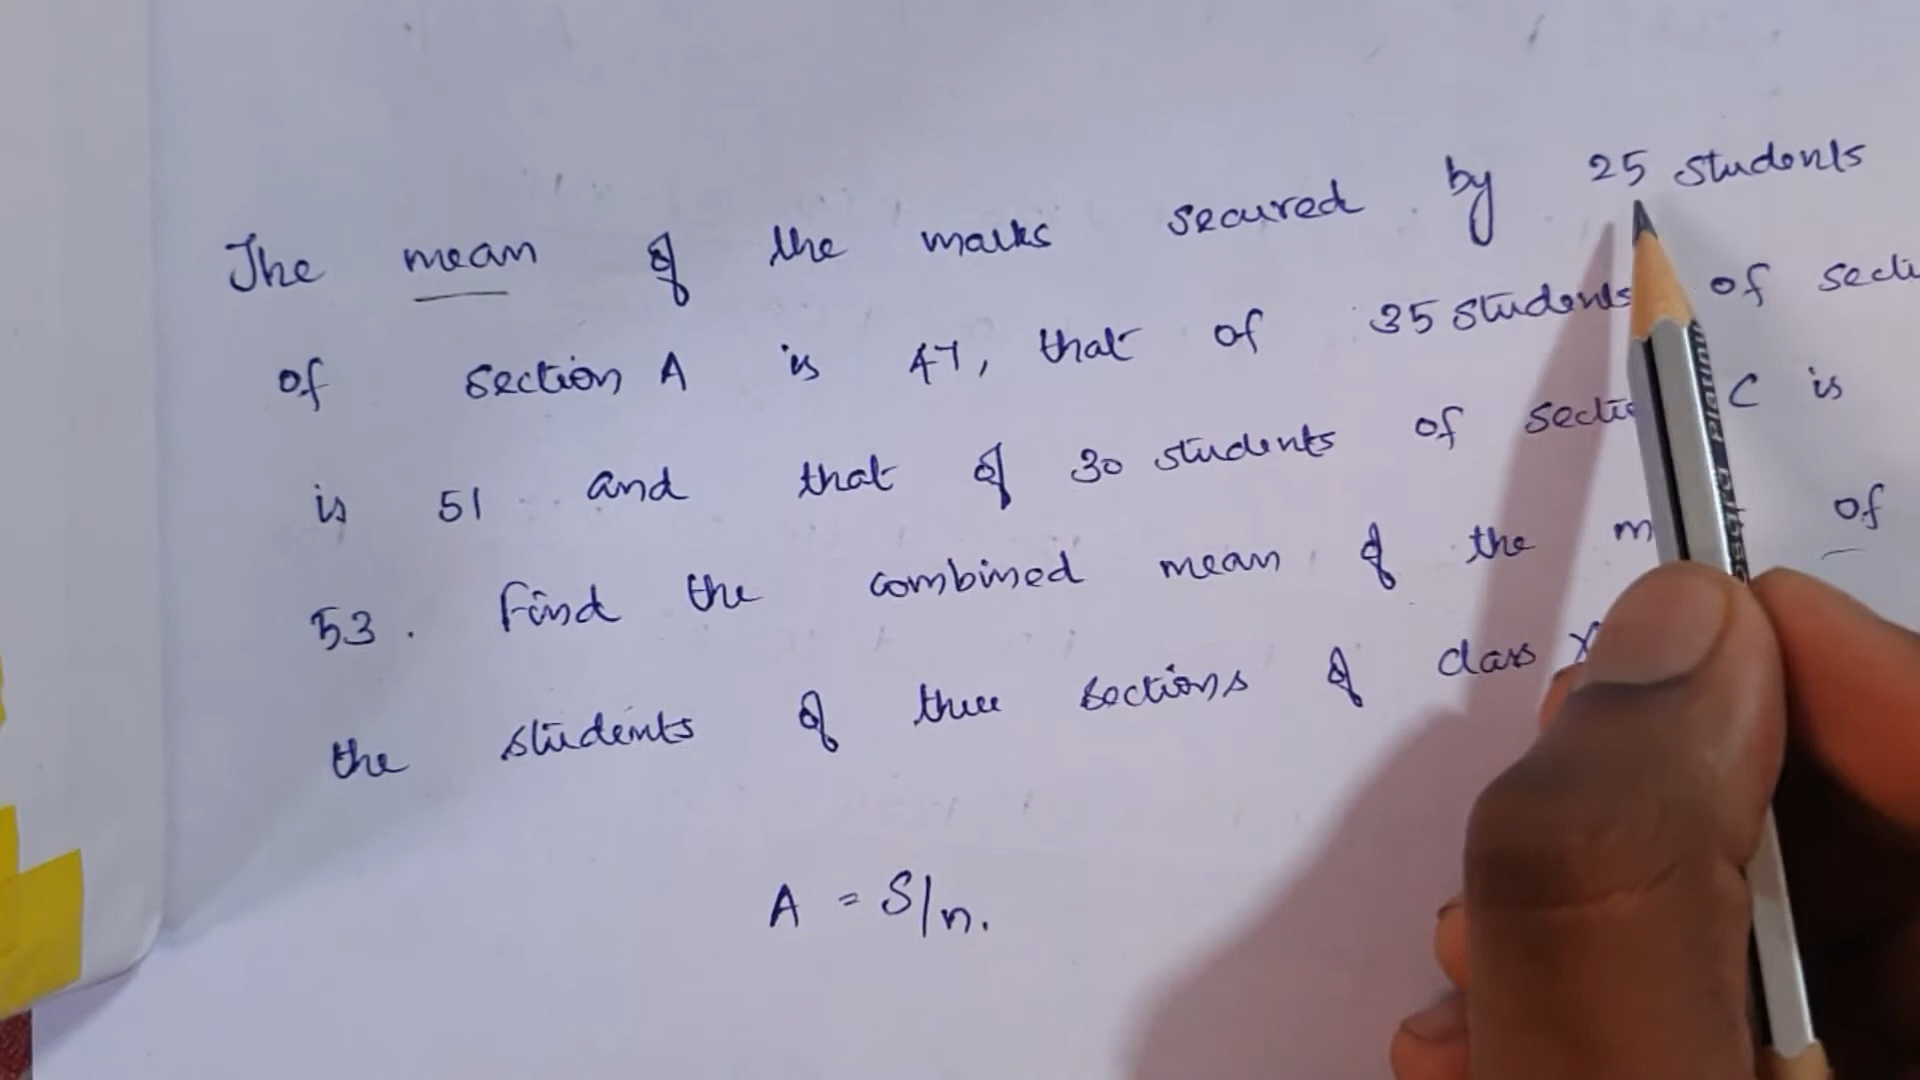 The mean of the marks secured by 25 students
of section A is 47, that of 35 students of
is 51 and that of 30 students of C is
53. Find the combined mean of the of
the students of three sections of class
A = S/n.